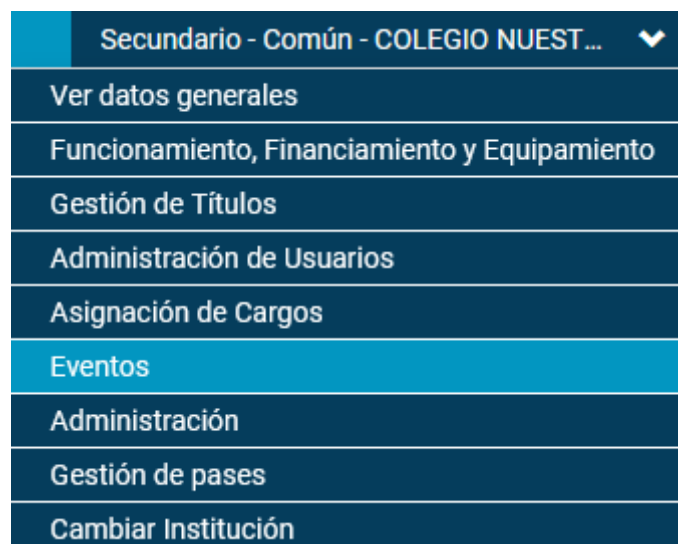 Secundario - Común - COLEGIO NUEST...
Ver datos generales
Funcionamiento, Financiamiento y Equipamiento
Gestión de Títulos
Administración de Usuarios
Asignación de Cargos
Eventos
Administración
Gestión de pases
Cambiar Institución